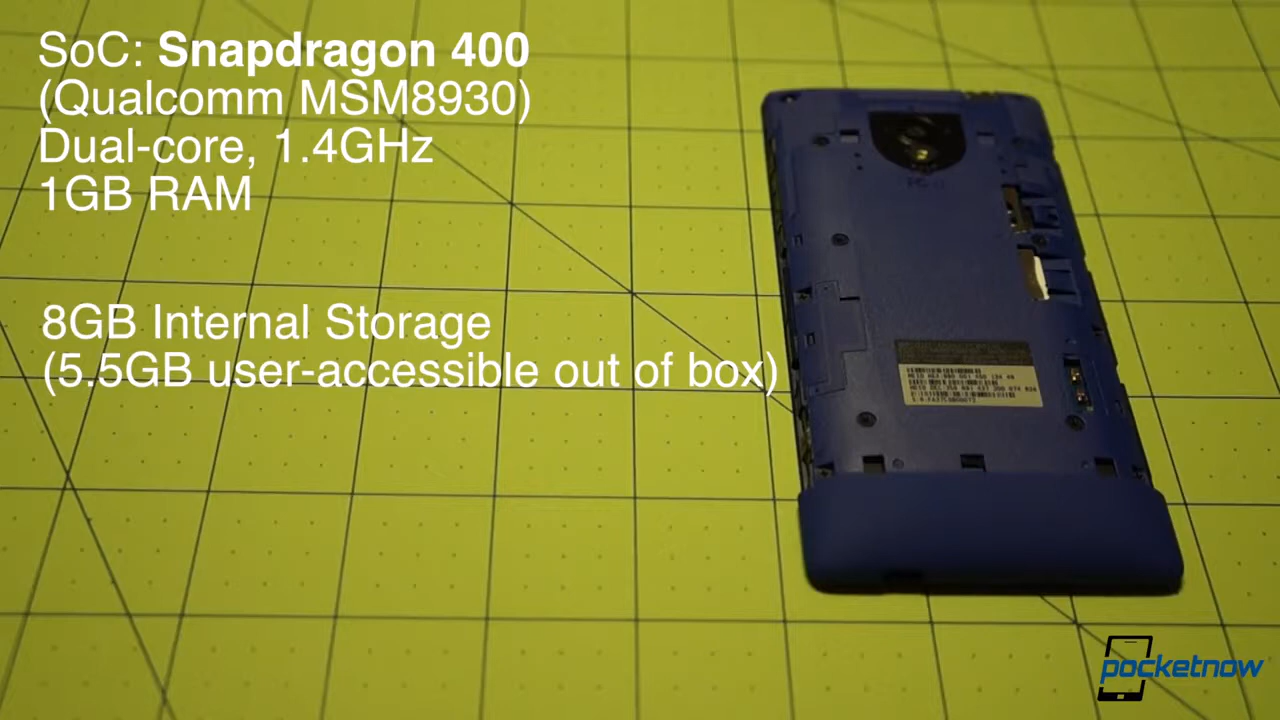 SoC: Snapdragon 400
(Qualcomm MSM8930)
Dual-core, 1.4GHz
1GB RAM
8GB Internal Storage
(5.5GB user-accessible out of box)
pocketnow